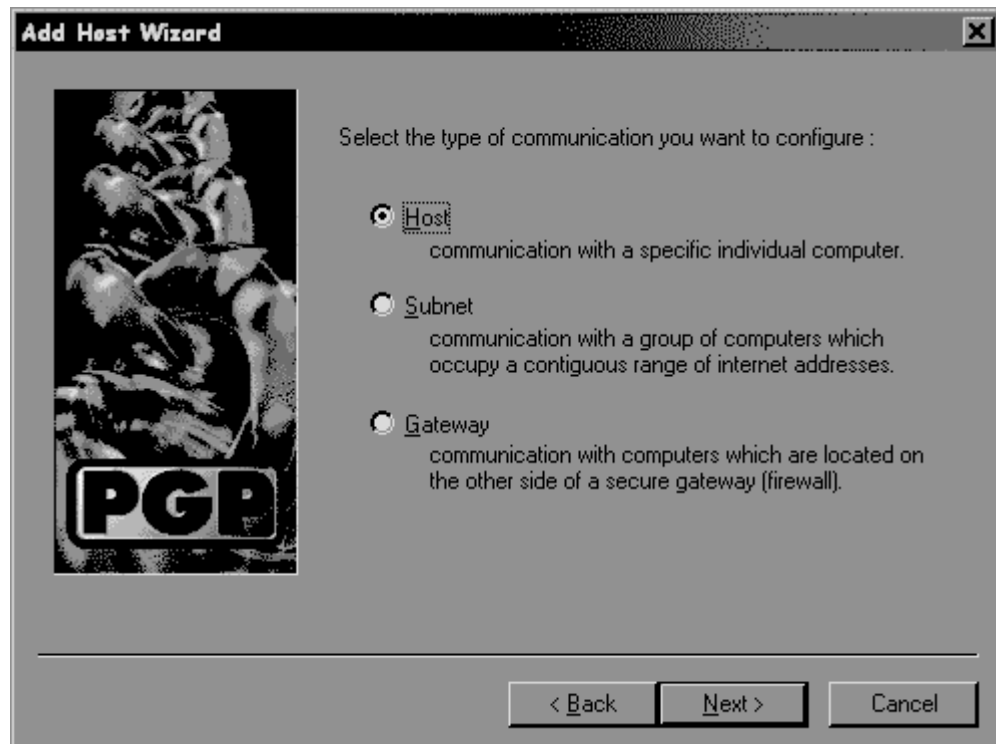 Add Host Wizard
Select the type of communication you want to configure :
Host
communication with a specific individual computer.
Subnet
communication with a group of computers which
occupy a contiguous range of internet addresses.
Gateway
communication with computers which are located on
the other side of a secure gateway (firewall).
PGP
< Back
Next >
Cancel